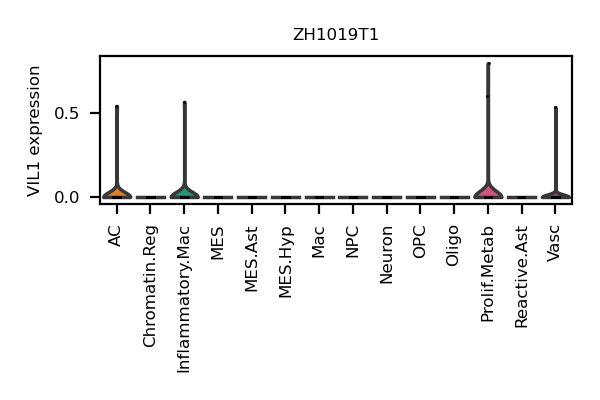 ZH1019T1
VIL1 expression
0.5
0.0
AC
Chromatin.Reg
Inflammatory.Mac
MES
MES.Ast
MES.Hyp
Mac
NPC
Neuron
OPC
Oligo
Prolif.Metab
Reactive.Ast
Vasc